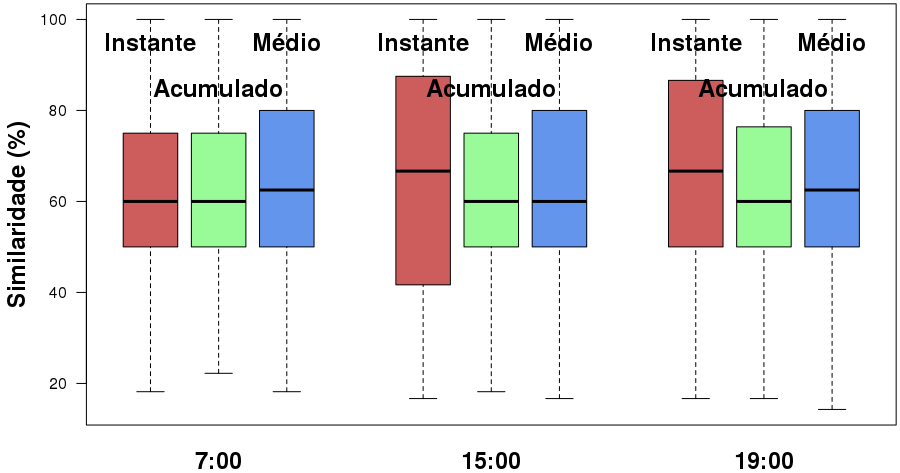 100
80
60
40
20
Similaridade (%)
Instante
Médio
Acumulado
Instante
Médio
Acumulado
Instante
Médio
Acumulado
7:00
15:00
19:00